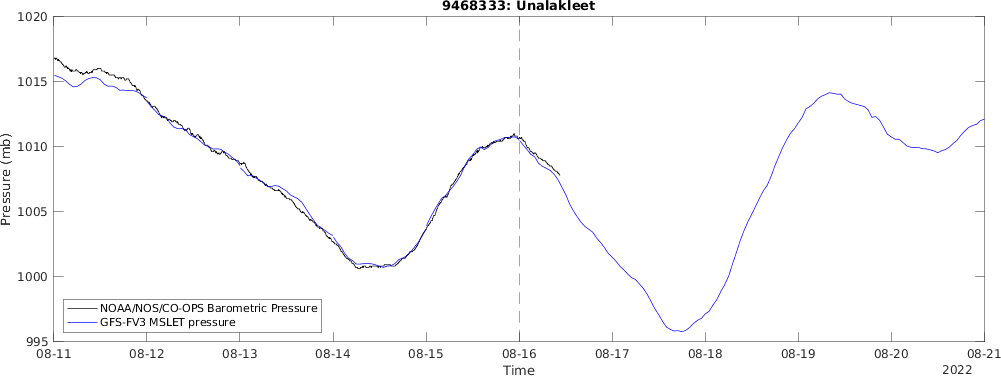 9468333: Unalakleet
1020
1015
1010
1005
1000
995
Pressure (mb)
NOAA/NOS/CO-OPS Barometric Pressure
GFS-FV3 MSLET pressure
08-11 08-12 08-13 08-14 08-15 08-16 08-17 08-18 08-19 08-20 08-21
Time
2022